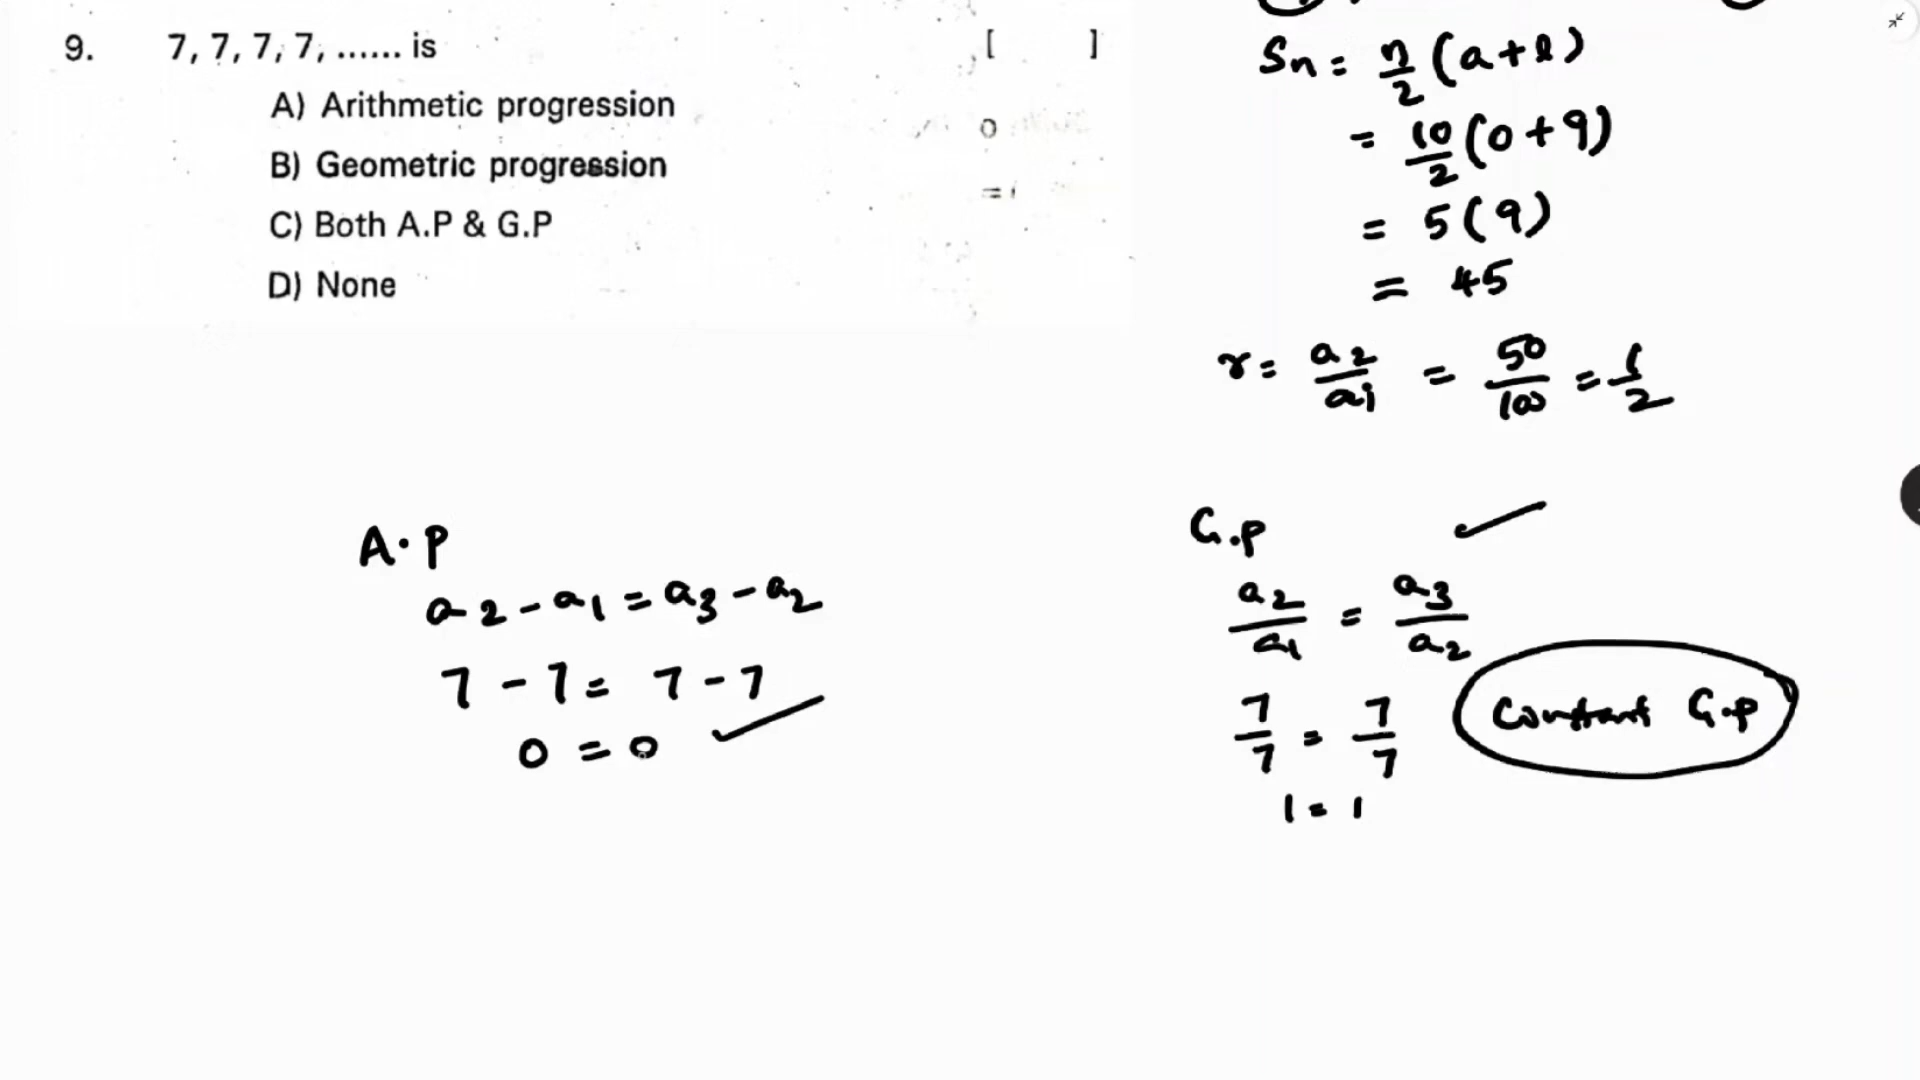 9. 7, 7, 7, 7, ...... is [ ]
A) Arithmetic progression
B) Geometric progression
C) Both A.P & G.P
D) None
0
=1
Sn = n/2 (a+l)
= 10/2 (0+9)
= 5(9)
= 45
r = a2/a1 = 50/100 = 1/2
A.P
a2 - a1 = a3 - a2
7 - 7 = 7 - 7
0 = 0
G.P
a2/a1 = a3/a2
7/7 = 7/7
1 = 1
Constant G.P